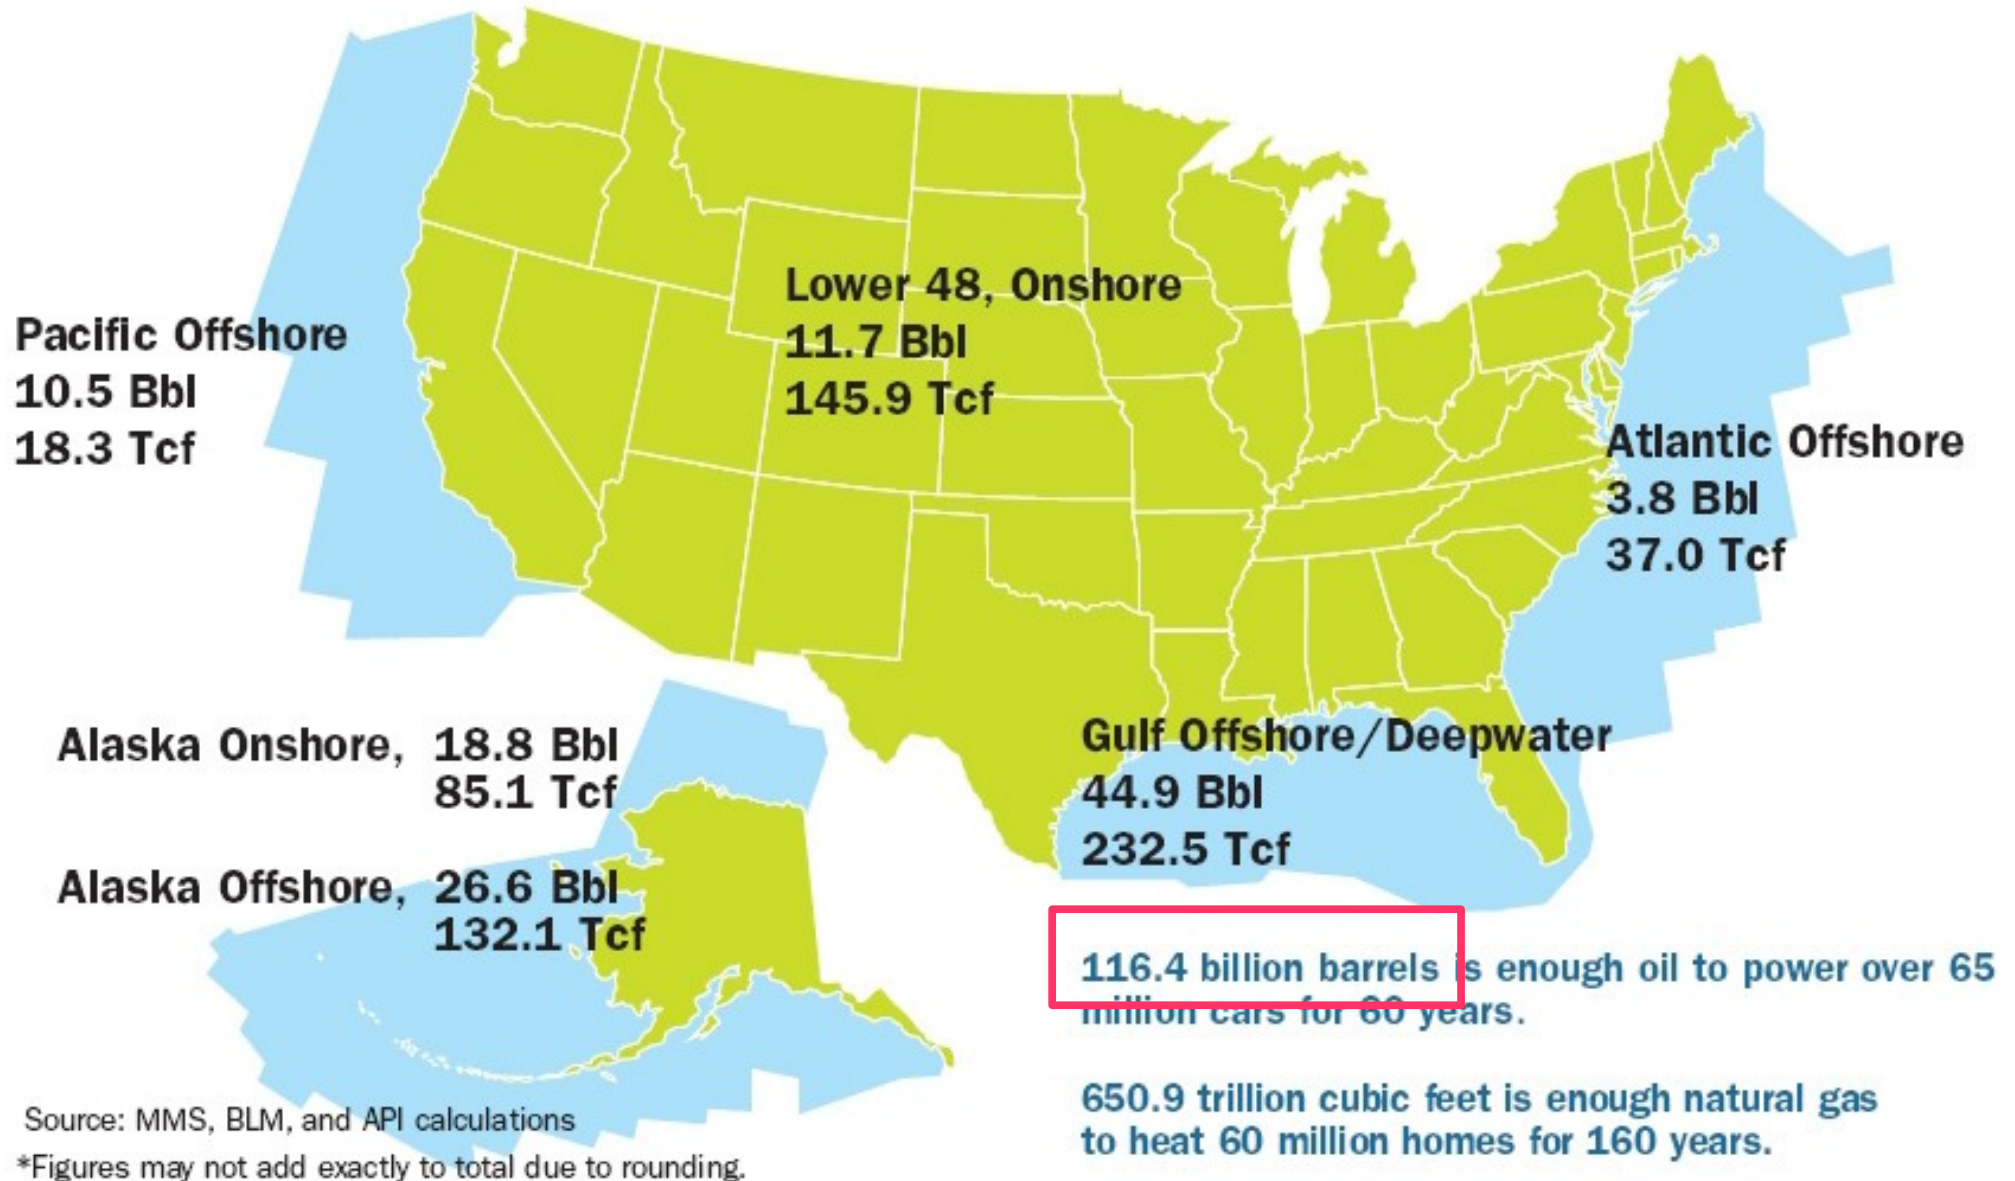 Lower 48, Onshore
11.7 Bbl
145.9 Tcf
Pacific Offshore
10.5 Bbl
18.3 Tcf
Atlantic Offshore
3.8 Bbl
37.0 Tcf
Alaska Onshore, 18.8 Bbl
85.1 Tcf
Gulf Offshore/Deepwater
44.9 Bbl
232.5 Tcf
Alaska Offshore, 26.6 Bbl
132.1 Tcf
116.4 billion barrels is enough oil to power over 65
million cars for 60 years.
650.9 trillion cubic feet is enough natural gas
to heat 60 million homes for 160 years.
Source: MMS, BLM, and API calculations
*Figures may not add exactly to total due to rounding.